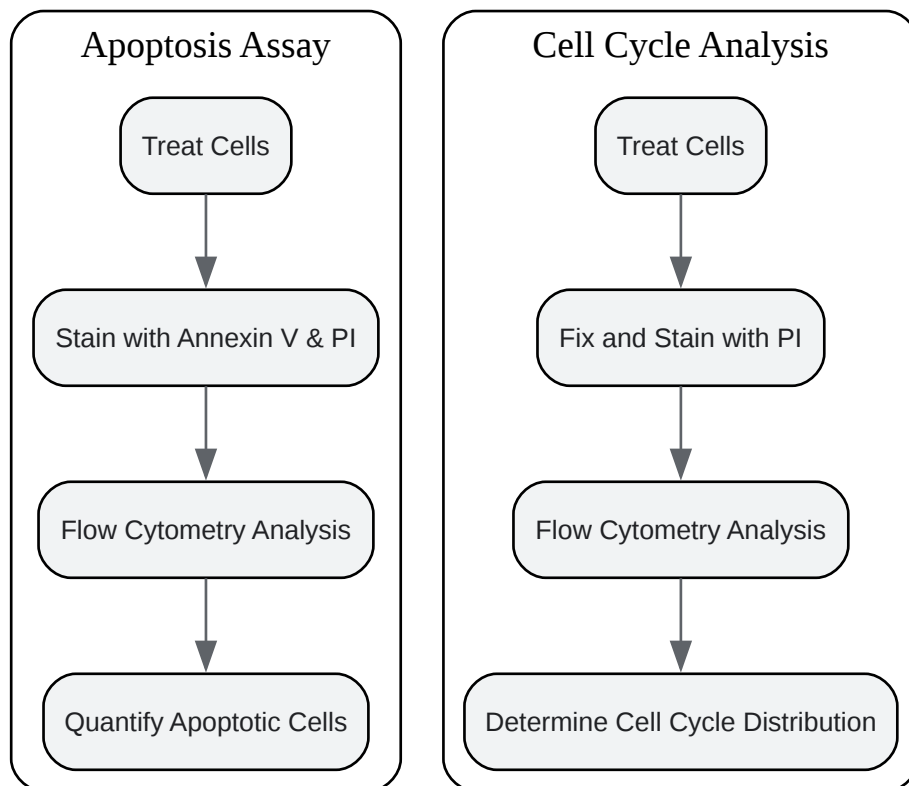 Apoptosis Assay
Treat Cells
Stain with Annexin V & PI
Flow Cytometry Analysis
Quantify Apoptotic Cells
Cell Cycle Analysis
Treat Cells
Fix and Stain with PI
Flow Cytometry Analysis
Determine Cell Cycle Distribution